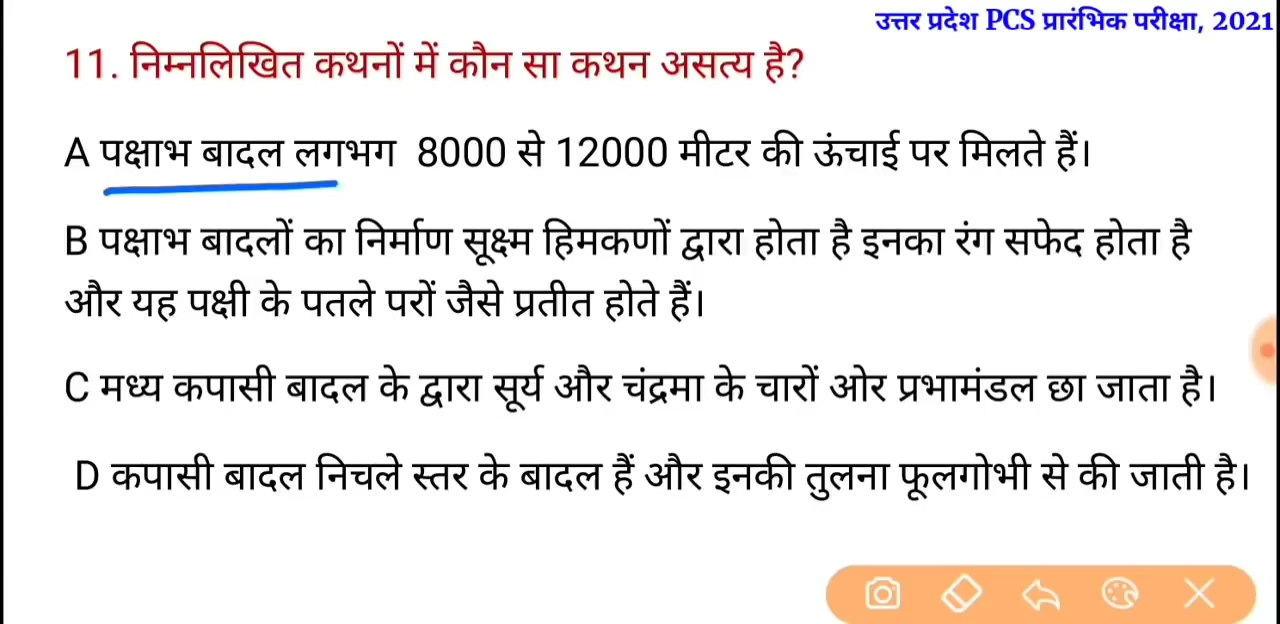 उत्तर प्रदेश PCS प्रारंभिक परीक्षा, 2021
11. निम्नलिखित कथनों में कौन सा कथन असत्य है?
A पक्षाभ बादल लगभग 8000 से 12000 मीटर की ऊंचाई पर मिलते हैं।
B पक्षाभ बादलों का निर्माण सूक्ष्म हिमकणों द्वारा होता है इनका रंग सफेद होता है
और यह पक्षी के पतले परों जैसे प्रतीत होते हैं।
C मध्य कपासी बादल के द्वारा सूर्य और चंद्रमा के चारों ओर प्रभामंडल छा जाता है।
D कपासी बादल निचले स्तर के बादल हैं और इनकी तुलना फूलगोभी से की जाती है।